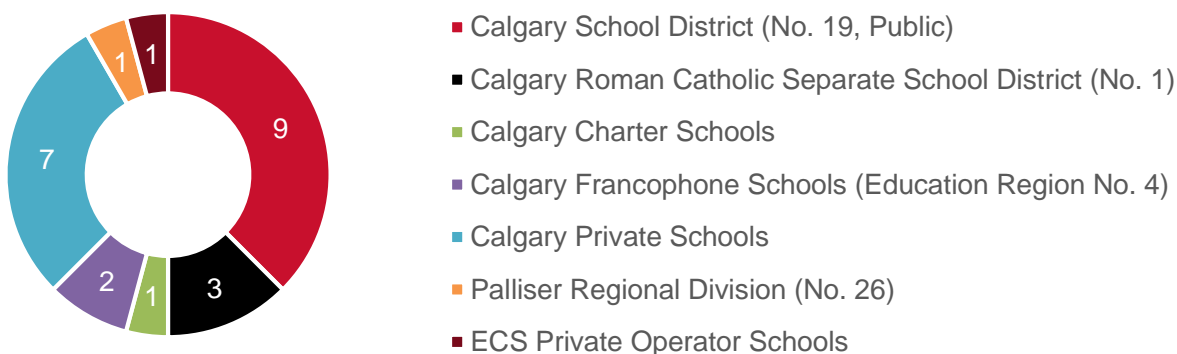 9
3
1
2
7
1
1
Calgary School District (No. 19, Public)
Calgary Roman Catholic Separate School District (No. 1)
Calgary Charter Schools
Calgary Francophone Schools (Education Region No. 4)
Calgary Private Schools
Palliser Regional Division (No. 26)
ECS Private Operator Schools